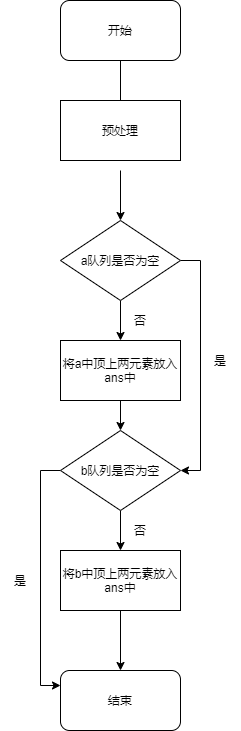 开始
预处理
a队列是否为空
否
将a中顶上两元素放入
ans中
是
b队列是否为空
否
是
将b中顶上两元素放入
ans中
结束